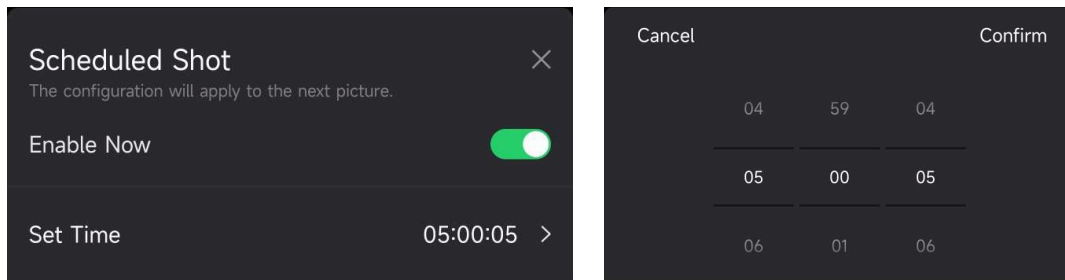 Scheduled Shot
The configuration will apply to the next picture.
Enable Now
Set Time 05:00:05 >
Cancel Confirm
04 59 04
05 00 05
06 01 06